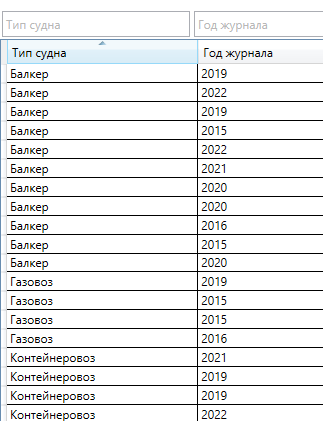 Тип судна Год журнала
Тип судна Год журнала
Балкер 2019
Балкер 2022
Балкер 2019
Балкер 2015
Балкер 2022
Балкер 2021
Балкер 2020
Балкер 2020
Балкер 2016
Балкер 2015
Балкер 2020
Газовоз 2019
Газовоз 2015
Газовоз 2015
Газовоз 2016
Контейнеровоз 2021
Контейнеровоз 2019
Контейнеровоз 2019
Контейнеровоз 2022